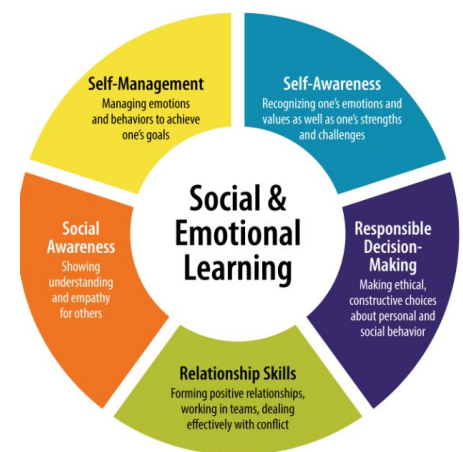 Self-Management
Managing emotions
and behaviors to achieve
one's goals
Self-Awareness
Recognizing one's emotions and
values as well as one's strengths
and challenges
Social &
Emotional
Learning
Social
Awareness
Showing
understanding
and empathy
for others
Responsible
Decision-
Making
Making ethical,
constructive choices
about personal and
social behavior
Relationship Skills
Forming positive relationships,
working in teams, dealing
effectively with conflict